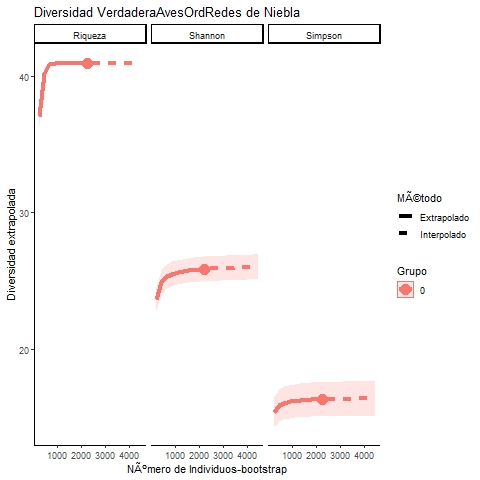 Diversidad VerdaderaAvesOrdRedes de Niebla
Riqueza
Shannon
Simpson
40
30
20
Diversidad extrapolada
1000 2000 3000 4000
1000 2000 3000 4000
1000 2000 3000 4000
NÃºmero de Individuos-bootstrap
MÃ©todo
Extrapolado
Interpolado
Grupo
0